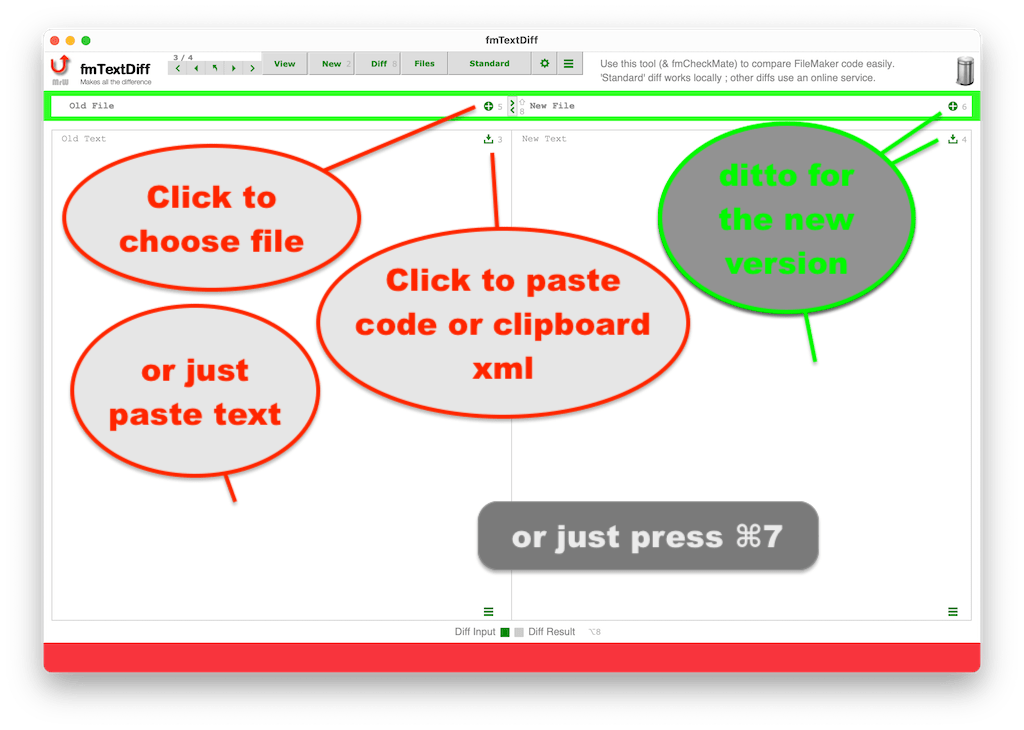 fmTextDiff
3 / 4
fmTextDiff
Makes all the difference
View
New 2
Diff 8
Files
Standard
Use this tool (& fmCheckMate) to compare FileMaker code easily.
'Standard' diff works locally ; other diffs use an online service.
Old File
5
8
New File
6
Old Text
3
New Text
4
Click to
choose file
Click to paste
code or clipboard
xml
ditto for
the new
version
or just
paste text
or just press ⌘7
Diff Input
Diff Result
⌥8